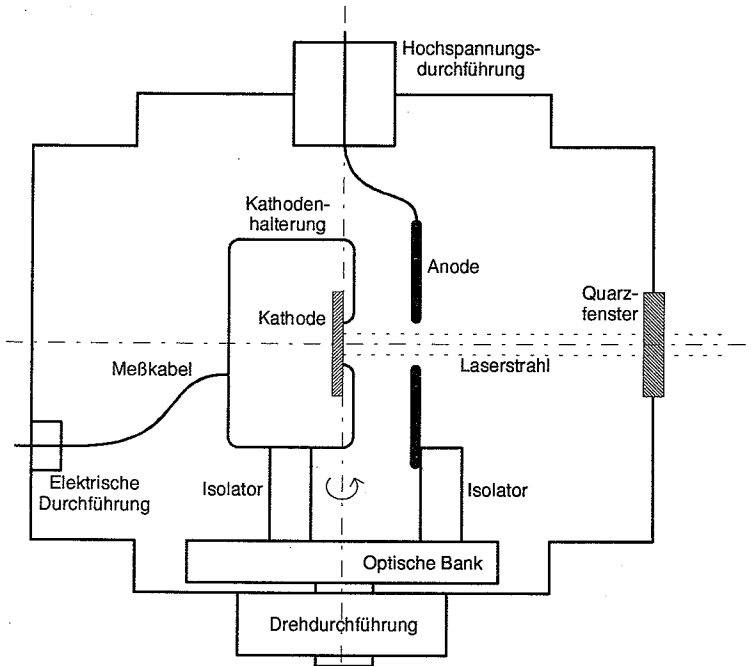 Hochspannungs-
durchführung
Kathoden-
halterung
Anode
Quarz-
fenster
Kathode
Meßkabel
Laserstrahl
Elektrische
Durchführung
Isolator
Isolator
Optische Bank
Drehdurchführung